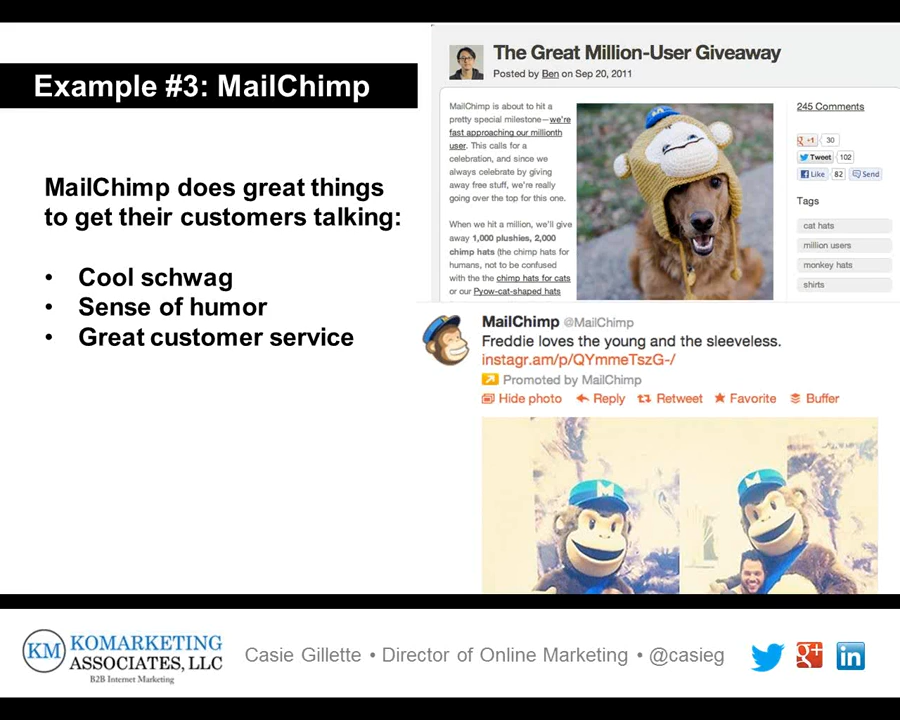 Example #3: MailChimp
MailChimp does great things
to get their customers talking:
• Cool schwag
• Sense of humor
• Great customer service
The Great Million-User Giveaway
Posted by Ben on Sep 20, 2011
MailChimp is about to hit a
pretty special milestone—we're
fast approaching our millionth
user. This calls for a
celebration, and since we
always celebrate by giving
away free stuff, we're really
going over the top for this one.
When we hit a million, we'll give
away 1,000 plushies, 2,000
chimp hats (the chimp hats for
humans, not to be confused
with the the chimp hats for cats
or our Pyow-cat-shaped hats
245 Comments
g +1 30
Tweet 102
Like 82 Send
Tags
cat hats
million users
monkey hats
shirts
MailChimp @MailChimp
Freddie loves the young and the sleeveless.
instagr.am/p/QYmmeTszG-/
Promoted by MailChimp
Hide photo Reply Retweet Favorite Buffer
M
M
KM KOMARKETING
ASSOCIATES, LLC
B2B Internet Marketing
Casie Gillette • Director of Online Marketing • @casieg
g+
in